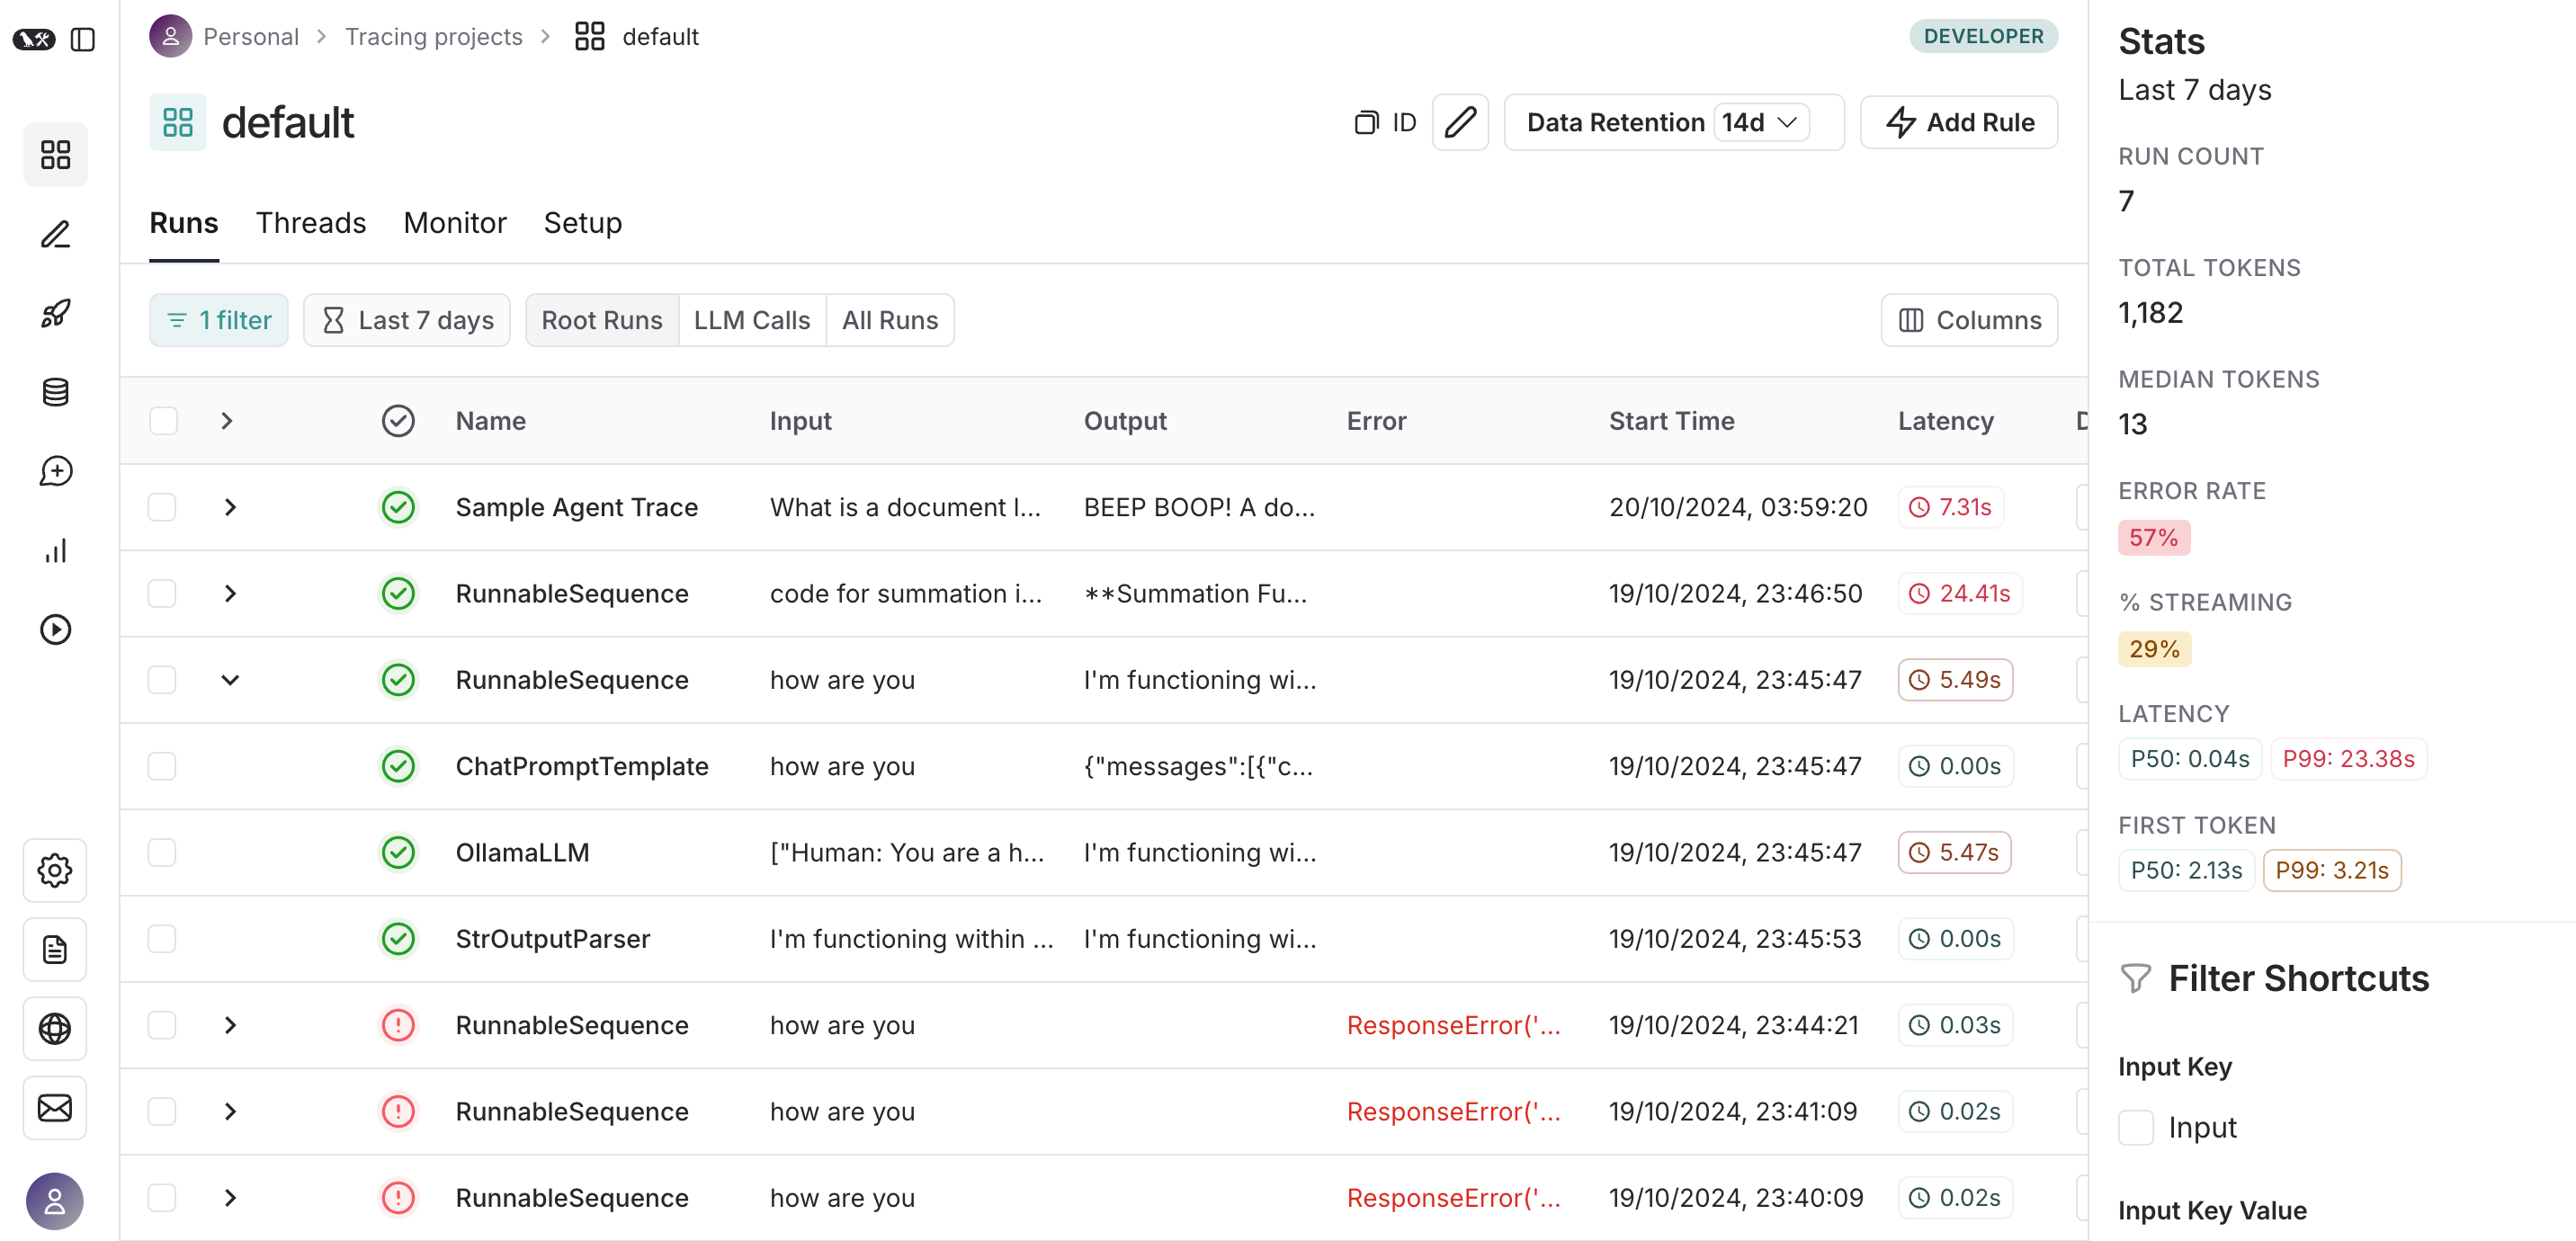 Personal > Tracing projects > default
DEVELOPER
default
ID
Data Retention 14d
Add Rule
Runs Threads Monitor Setup
1 filter Last 7 days Root Runs LLM Calls All Runs Columns
Name Input Output Error Start Time Latency
Sample Agent Trace What is a document l... BEEP BOOP! A do... 20/10/2024, 03:59:20 7.31s
RunnableSequence code for summation i... **Summation Fu... 19/10/2024, 23:46:50 24.41s
RunnableSequence how are you I'm functioning wi... 19/10/2024, 23:45:47 5.49s
ChatPromptTemplate how are you {"messages":[{"c... 19/10/2024, 23:45:47 0.00s
OllamaLLM ["Human: You are a h... I'm functioning wi... 19/10/2024, 23:45:47 5.47s
StrOutputParser I'm functioning within ... I'm functioning wi... 19/10/2024, 23:45:53 0.00s
RunnableSequence how are you ResponseError('... 19/10/2024, 23:44:21 0.03s
RunnableSequence how are you ResponseError('... 19/10/2024, 23:41:09 0.02s
RunnableSequence how are you ResponseError('... 19/10/2024, 23:40:09 0.02s
Stats
Last 7 days
RUN COUNT
7
TOTAL TOKENS
1,182
MEDIAN TOKENS
13
ERROR RATE
57%
% STREAMING
29%
LATENCY
P50: 0.04s P99: 23.38s
FIRST TOKEN
P50: 2.13s P99: 3.21s
Filter Shortcuts
Input Key
Input
Input Key Value